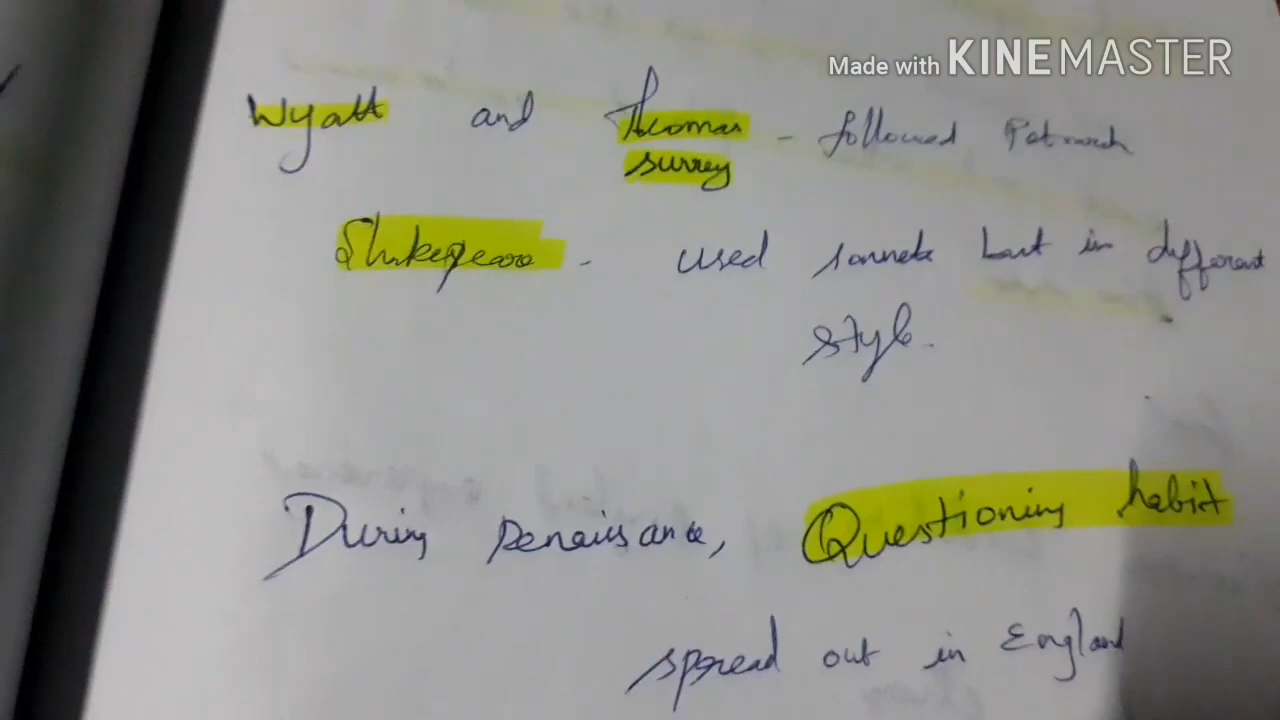 Made with KINEMASTER
Wyatt and Thomas - followed Petrarch
Surrey
Shakespeare - used sonnets but in different
style.
During Renaissance, Questioning habit
spread out in England